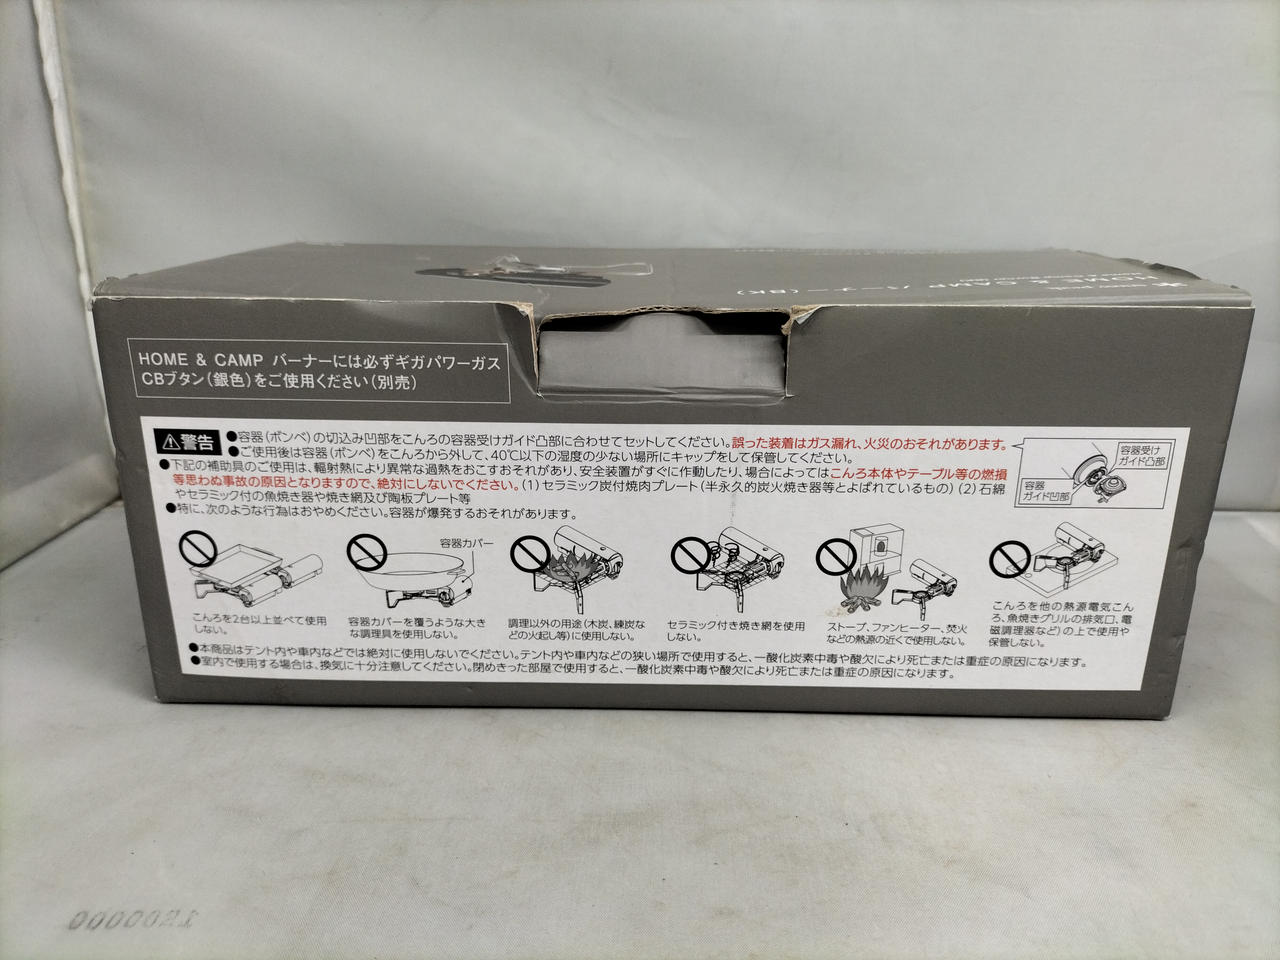 HOME & CAMP バーナー（BK）
HOME & CAMP バーナーには必ずギガパワーガス
CBブタン（銀色）をご使用ください（別売）
警告
●容器（ボンベ）の切込み凹部をこんろの容器受けガイド凸部に合わせてセットしてください。誤った装着はガス漏れ、火災のおそれがあります。
●ご使用後は容器（ボンベ）をこんろから外して、40℃以下の湿度の少ない場所にキャップをして保管してください。
●下記の補助具のご使用は、輻射熱により異常な過熱をおこすおそれがあり、安全装置がすぐに作動したり、場合によってはこんろ本体やテーブル等の燃損
等思わぬ事故の原因となりますので、絶対にしないでください。（1）セラミック炭付焼肉プレート（半永久的炭火焼き器等とよばれているもの）（2）石綿
やセラミック付の魚焼き器や焼き網及び陶板プレート等
●特に、次のような行為はおやめください。容器が爆発するおそれがあります。
容器受け
ガイド凸部
容器
ガイド凹部
容器カバー
こんろを2台以上並べて使用
しない。
容器カバーを覆うような大き
な調理具を使用しない。
調理以外の用途（木炭、練炭な
どの火起し等）に使用しない。
セラミック付き焼き網を使用
しない。
ストーブ、ファンヒーター、焚火
などの熱源の近くで使用しない。
こんろを他の熱源電気こん
ろ、魚焼きグリルの排気口、電
磁調理器など）の上で使用や
保管しない。
●本商品はテント内や車内などでは絶対に使用しないでください。テント内や車内などの狭い場所で使用すると、一酸化炭素中毒や酸欠により死亡または重症の原因になります。
●室内で使用する場合は、換気に十分注意してください。閉めきった部屋で使用すると、一酸化炭素中毒や酸欠により死亡または重症の原因になります。